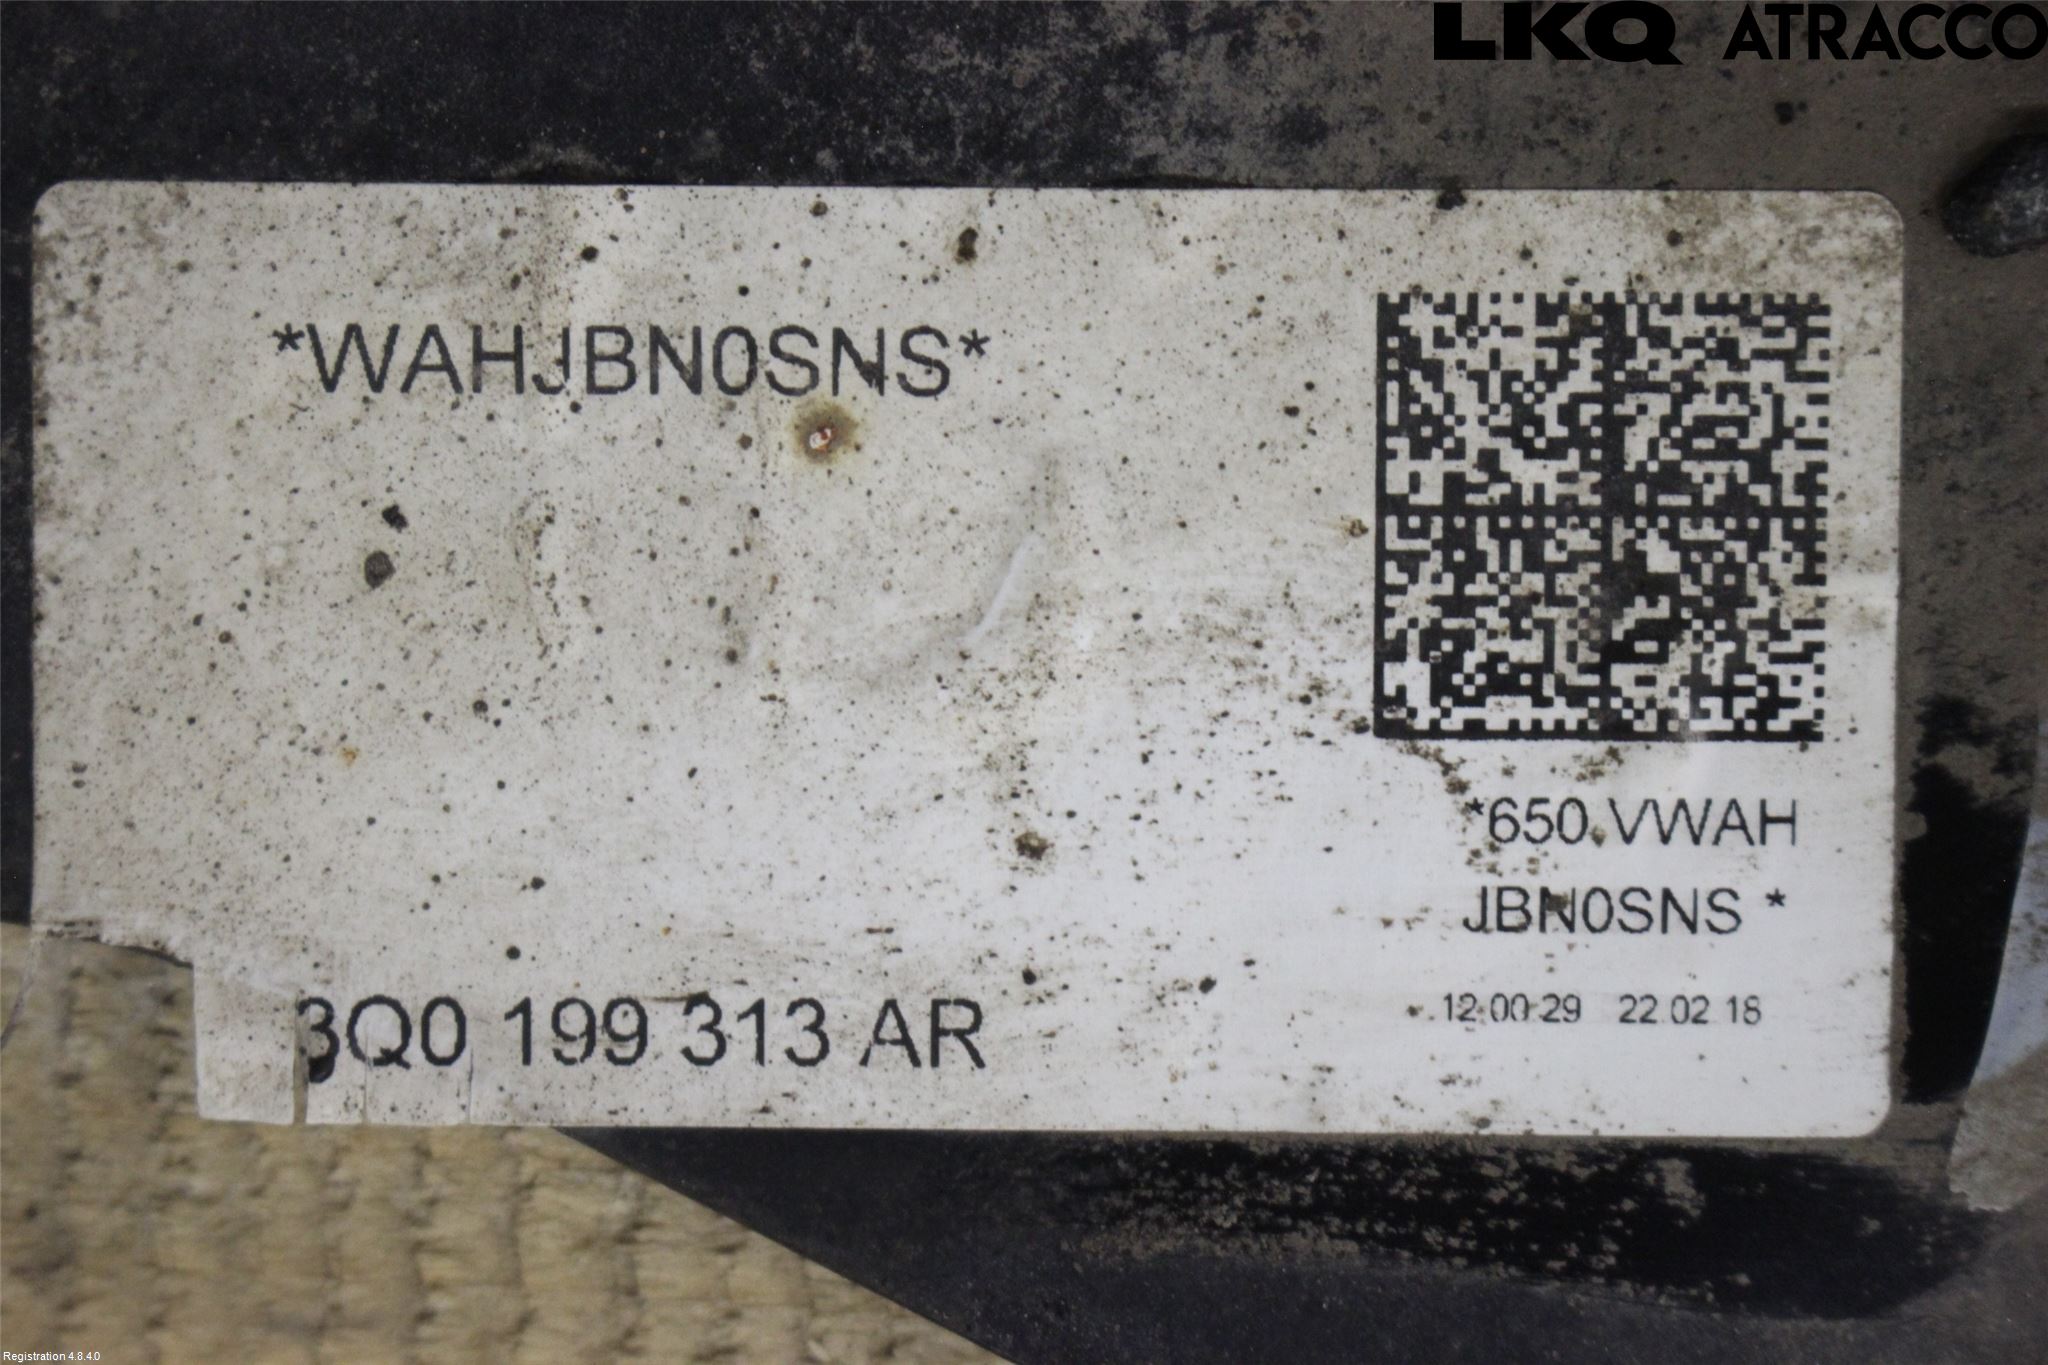 LKQ ATRACCO
*WAHJBN0SNS*
*650 VWAH
JBN0SNS *
3Q0 199 313 AR
12 00 29 22 02 18
Registration 4.8.4.0